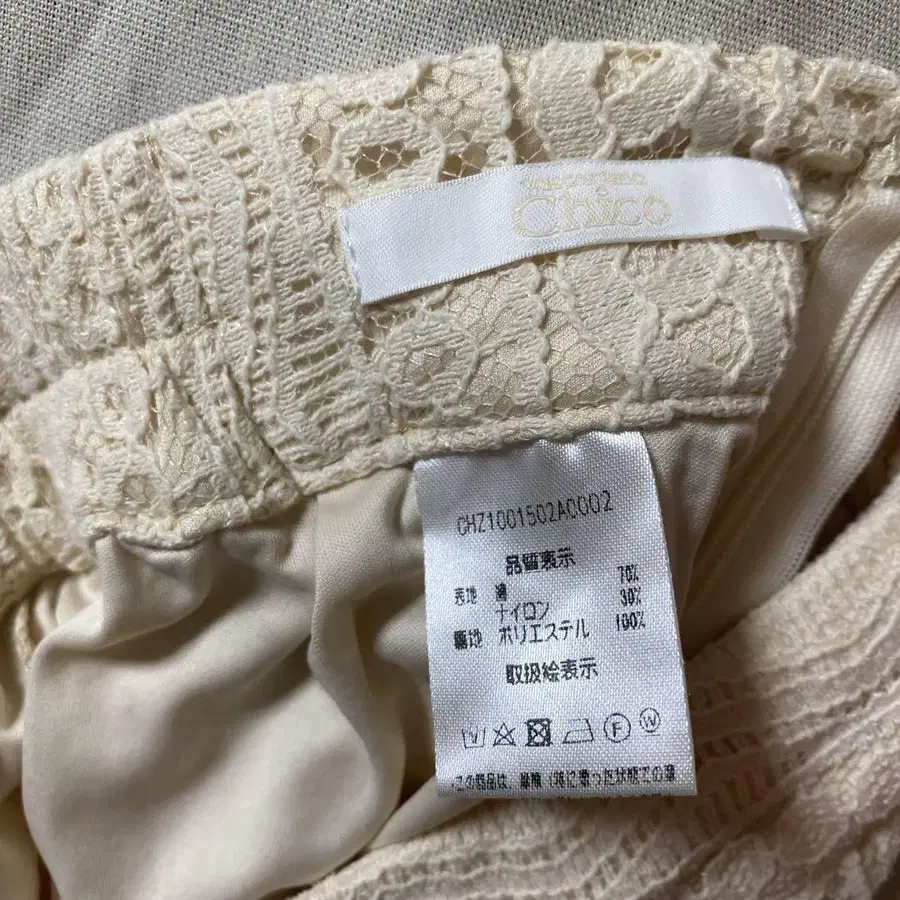 Chico
CHZ1001502AC002
品質表示
表地 綿 70%
ナイロン 30%
裏地 ポリエステル 100%
取扱絵表示
F W